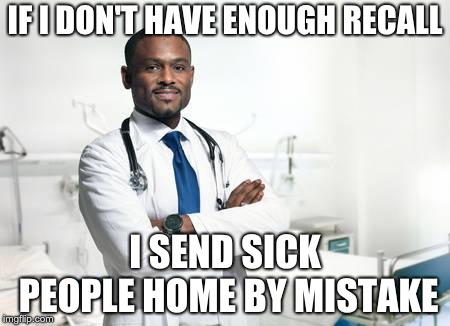 IF I DON'T HAVE ENOUGH RECALL
I SEND SICK
PEOPLE HOME BY MISTAKE
imgflip.com